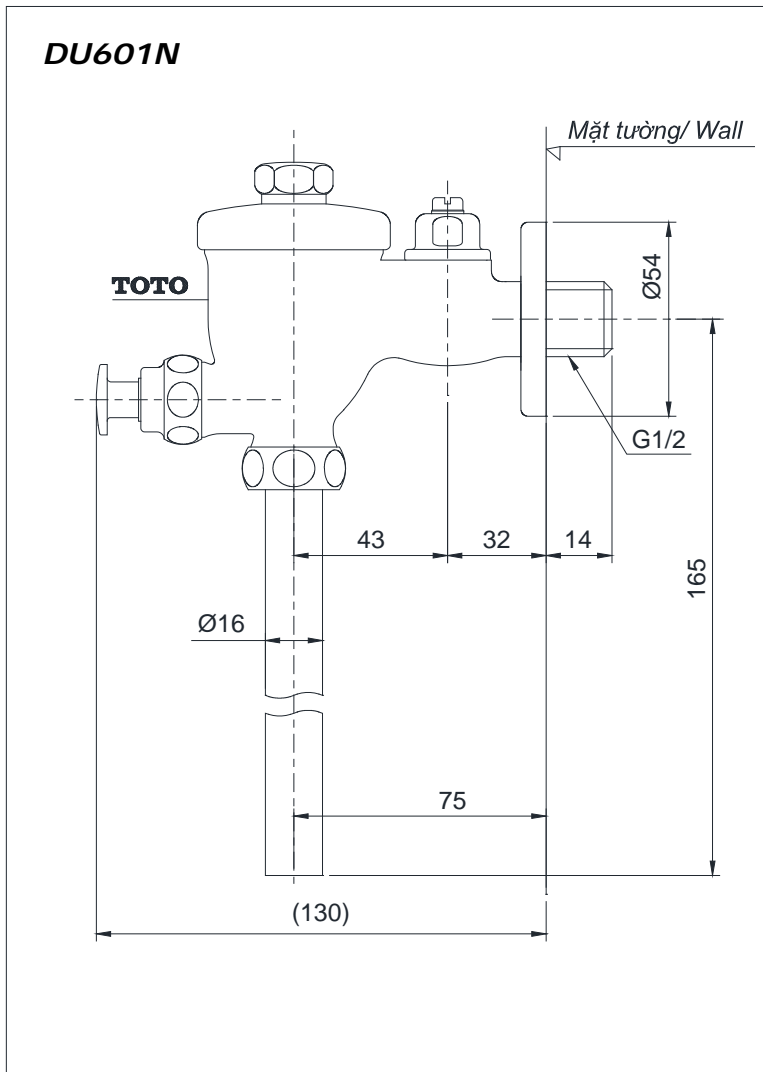 DU601N
Mặt tường/ Wall
TOTO
Ø54
G1/2
43
32
14
165
Ø16
75
(130)